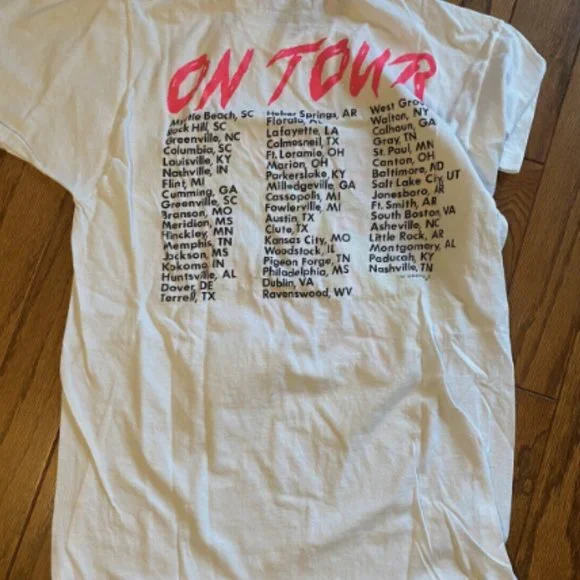 ON TOUR
Myrtle Beach, SC
Rock Hill, SC
Greenville, NC
Columbia, SC
Louisville, KY
Nashville, IN
Flint, MI
Cumming, GA
Greenville, SC
Branson, MO
Meridian, MS
Hinckley, MN
Memphis, TN
Jackson, MS
Kokomo, IN
Huntsville, AL
Dover, DE
Terrell, TX
Heber Springs, AR
Florala, AL
Lafayette, LA
Colmesneil, TX
Ft. Loramie, OH
Marion, OH
Parkerslake, KY
Milledgeville, GA
Cassopolis, MI
Fowlerville, MI
Austin, TX
Clute, TX
Kansas City, MO
Woodstock, IL
Pigeon Forge, TN
Philadelphia, MS
Dublin, VA
Ravenswood, WV
West
Walton, NY
Calhoun, GA
Gray, TN
St. Paul, MN
Canton, OH
Baltimore, MD
Salt Lake City, UT
Jonesboro, AR
Ft. Smith, AR
South Boston, VA
Asheville, NC
Little Rock, AR
Montgomery, AL
Paducah, KY
Nashville, TN